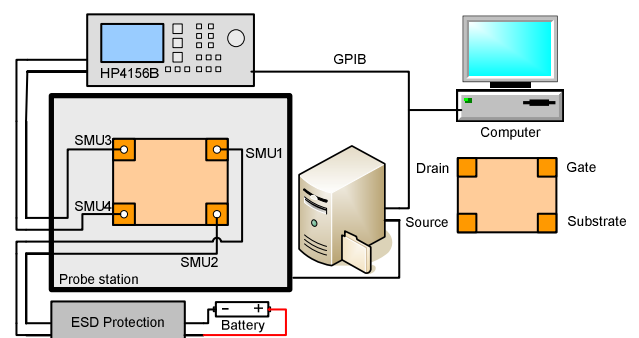 HP4156B
GPIB
Computer
SMU3
SMU1
Drain
Gate
SMU4
Source
Substrate
SMU2
Probe station
ESD Protection
- +
Battery